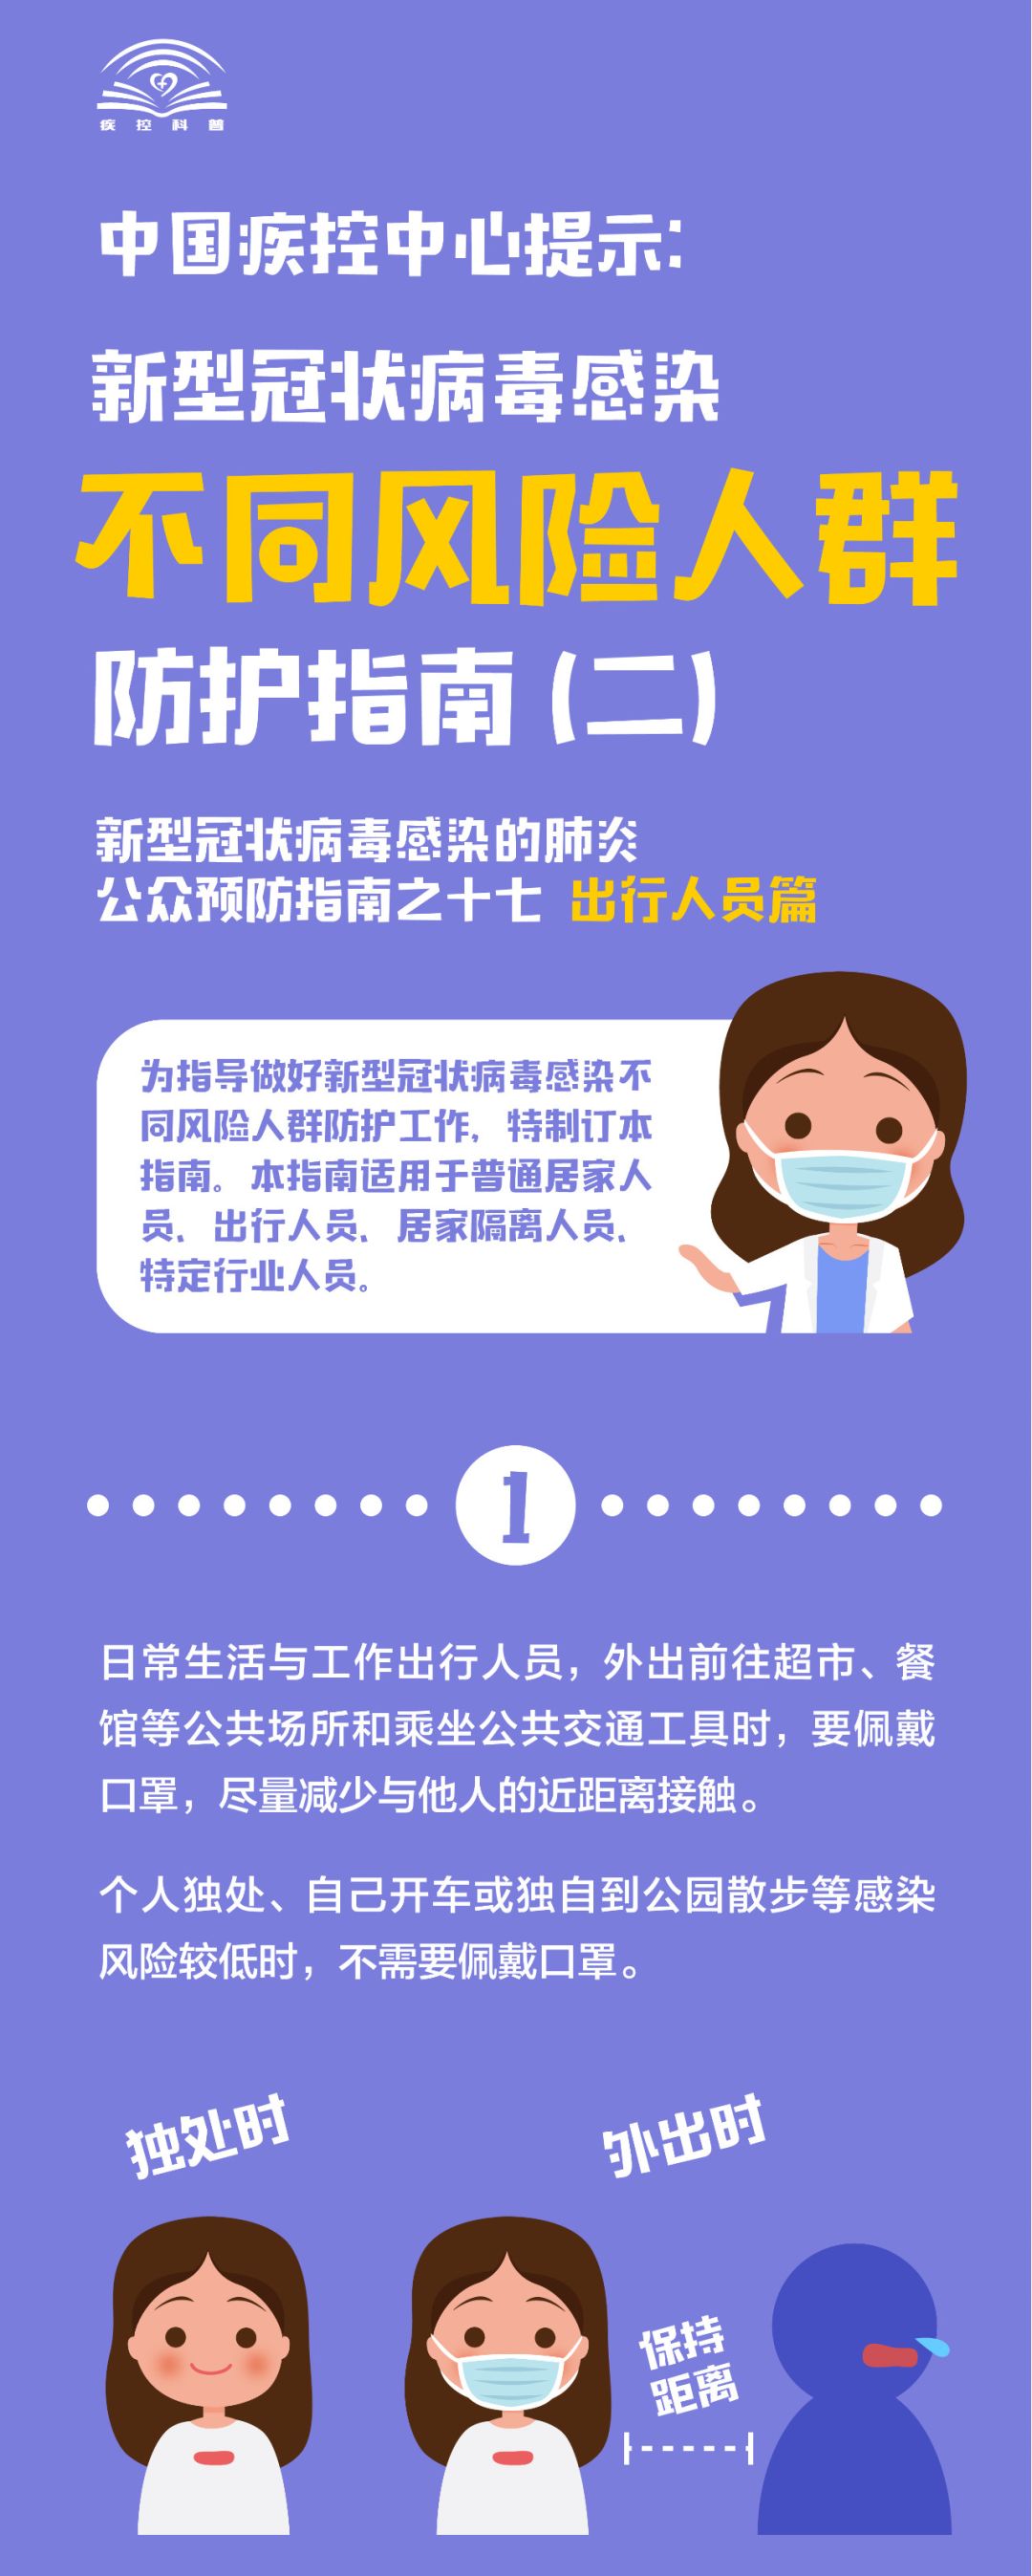 疾控科普
中国疾控中心提示:
新型冠状病毒感染
不同风险人群
防护指南(二)
新型冠状病毒感染的肺炎
公众预防指南之十七 出行人员篇
为指导做好新型冠状病毒感染不
同风险人群防护工作，特制订本
指南。本指南适用于普通居家人
员、出行人员、居家隔离人员、
特定行业人员。
1
日常生活与工作出行人员，外出前往超市、餐
馆等公共场所和乘坐公共交通工具时，要佩戴
口罩，尽量减少与他人的近距离接触。
个人独处、自己开车或独自到公园散步等感染
风险较低时，不需要佩戴口罩。
独处时
外出时
保持
距离